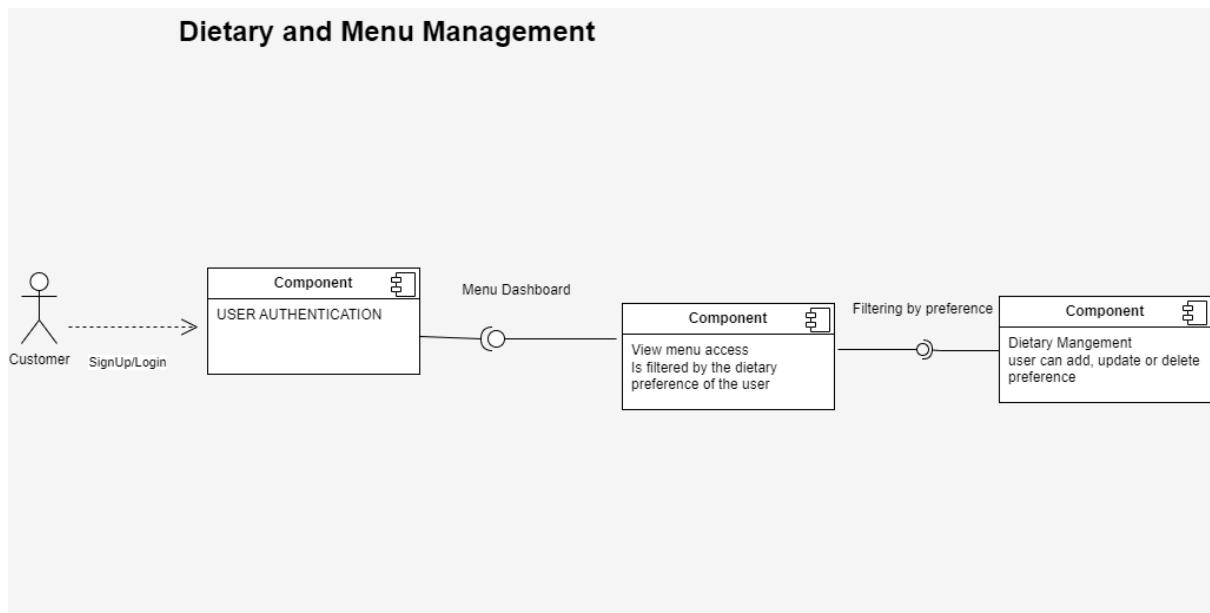 Dietary and Menu Management
Customer
SignUp/Login
Component
USER AUTHENTICATION
Menu Dashboard
Component
View menu access
Is filtered by the dietary
preference of the user
Filtering by preference
Component
Dietary Mangement
user can add, update or delete
preference